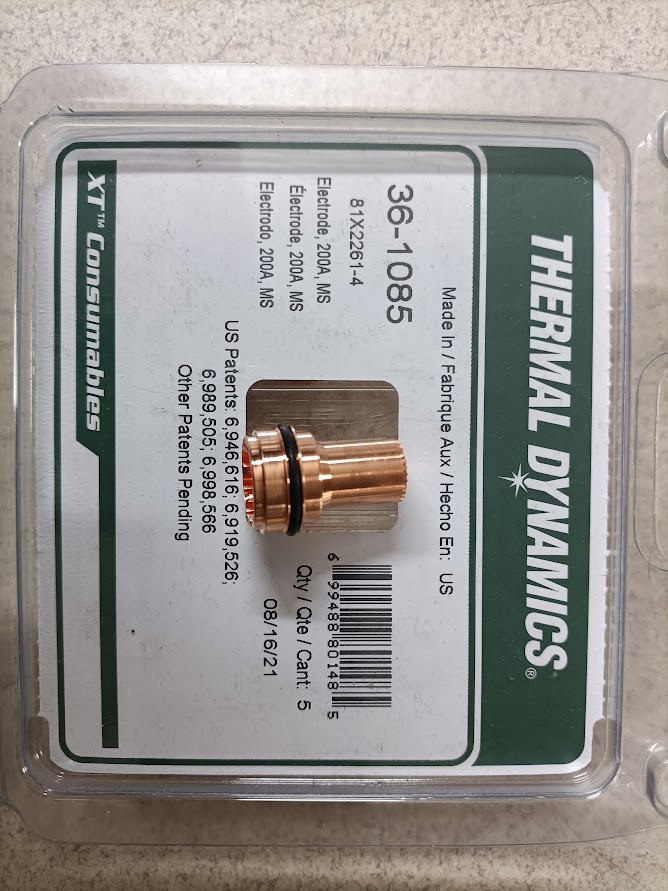 THERMAL DYNAMICS®
Made In / Fabrique Aux / Hecho En: US
36-1085
81X2261-4
Electrode, 200A, MS
Électrode, 200A, MS
Electrodo, 200A, MS
6 99488 80148 5
Qty / Qte / Cant: 5
08/16/21
US Patents: 6,946,616; 6,919,526;
6,989,505; 6,998,566
Other Patents Pending
XT™ Consumables